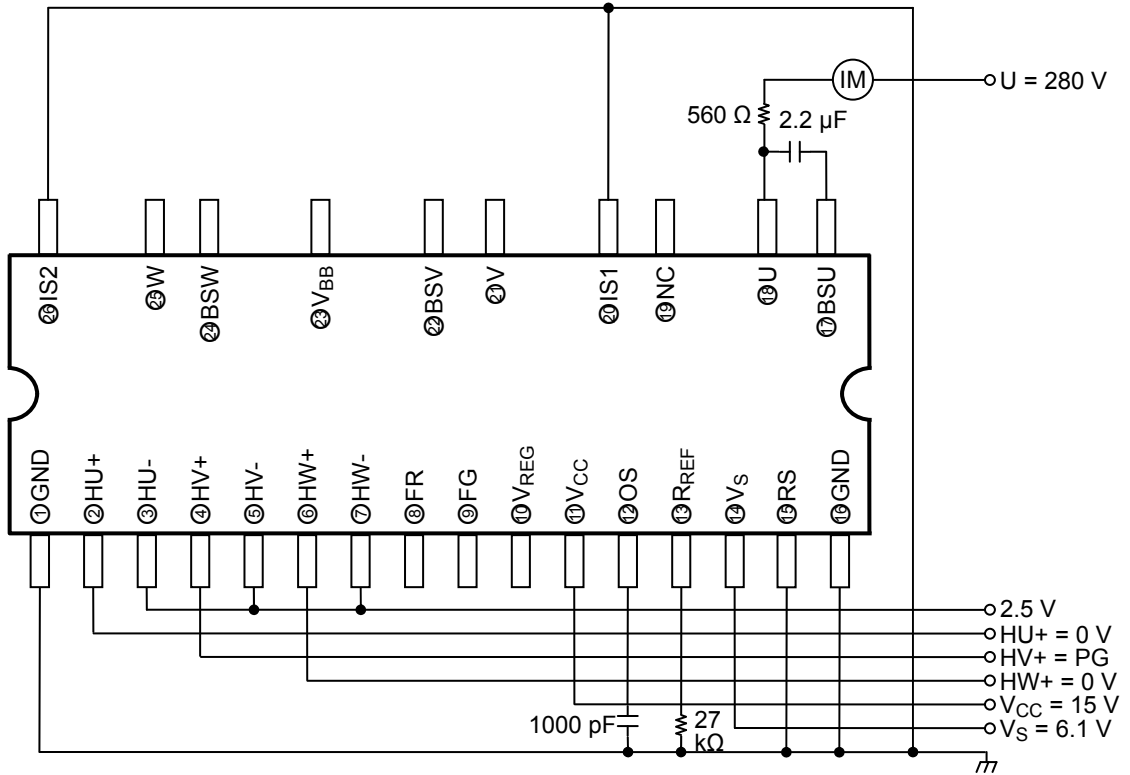 IM
U = 280 V
560 Ω
2.2 μF
㉖IS2
㉕W
㉔BSW
㉓VBB
㉒BSV
㉑V
⑳IS1
⑲NC
⑱U
⑰BSU
①GND
②HU+
③HU-
④HV+
⑤HV-
⑥HW+
⑦HW-
⑧FR
⑨FG
⑩VREG
⑪VCC
⑫OS
⑬RREF
⑭VS
⑮RS
⑯GND
2.5 V
HU+ = 0 V
HV+ = PG
HW+ = 0 V
VCC = 15 V
VS = 6.1 V
1000 pF
27
kΩ